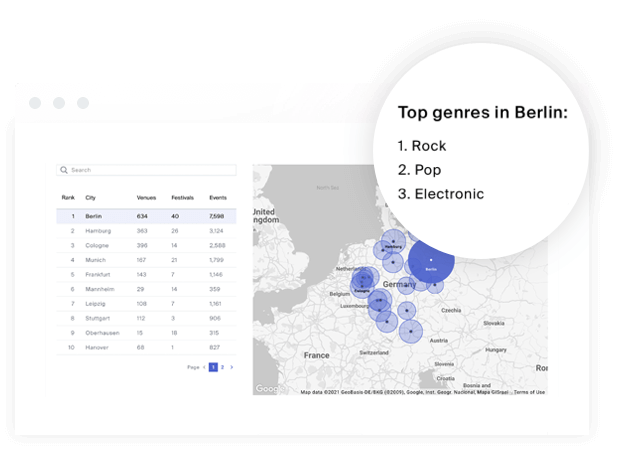 Top genres in Berlin:
1. Rock
2. Pop
3. Electronic
Search
Rank City Venues Festivals Events
1 Berlin 634 40 7,598
2 Hamburg 363 26 3,124
3 Cologne 396 14 2,588
4 Munich 167 21 1,799
5 Frankfurt 143 7 1,146
6 Mannheim 29 14 359
7 Leipzig 108 7 1,161
8 Stuttgart 112 3 906
9 Oberhausen 15 18 315
10 Hanover 66 1 827
Page < 1 2 >
North Sea
United
Kingdom
Hamburg
Berlin
Netherlands
Cologne
Germany
Belgium
Luxembourg
Czechia
Slovakia
Austria
Hungary
France
Switzerland
Slovenia
Croatia
Bosnia and
Google
Map data ©2021 GeoBasis-DE/BKG (©2009), Google, Inst. Geogr. Nacional, Mapa GISrael
Terms of Use